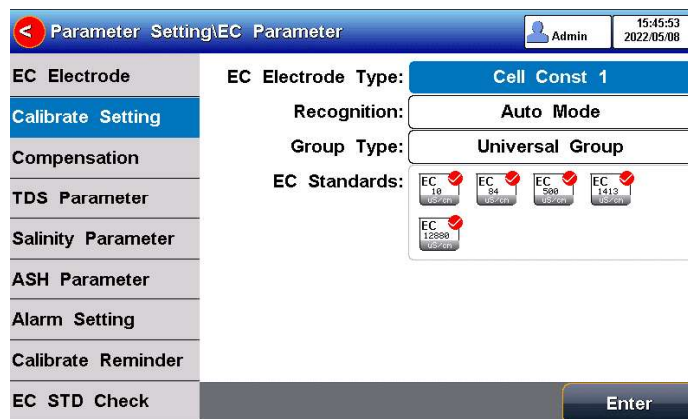 < Parameter Setting\EC Parameter
Admin
15:45:53
2022/05/08
EC Electrode
Calibrate Setting
Compensation
TDS Parameter
Salinity Parameter
ASH Parameter
Alarm Setting
Calibrate Reminder
EC STD Check
EC Electrode Type: Cell Const 1
Recognition: Auto Mode
Group Type: Universal Group
EC Standards:
EC 10 uS/cm
EC 84 uS/cm
EC 500 uS/cm
EC 1413 uS/cm
EC 12880 uS/cm
Enter